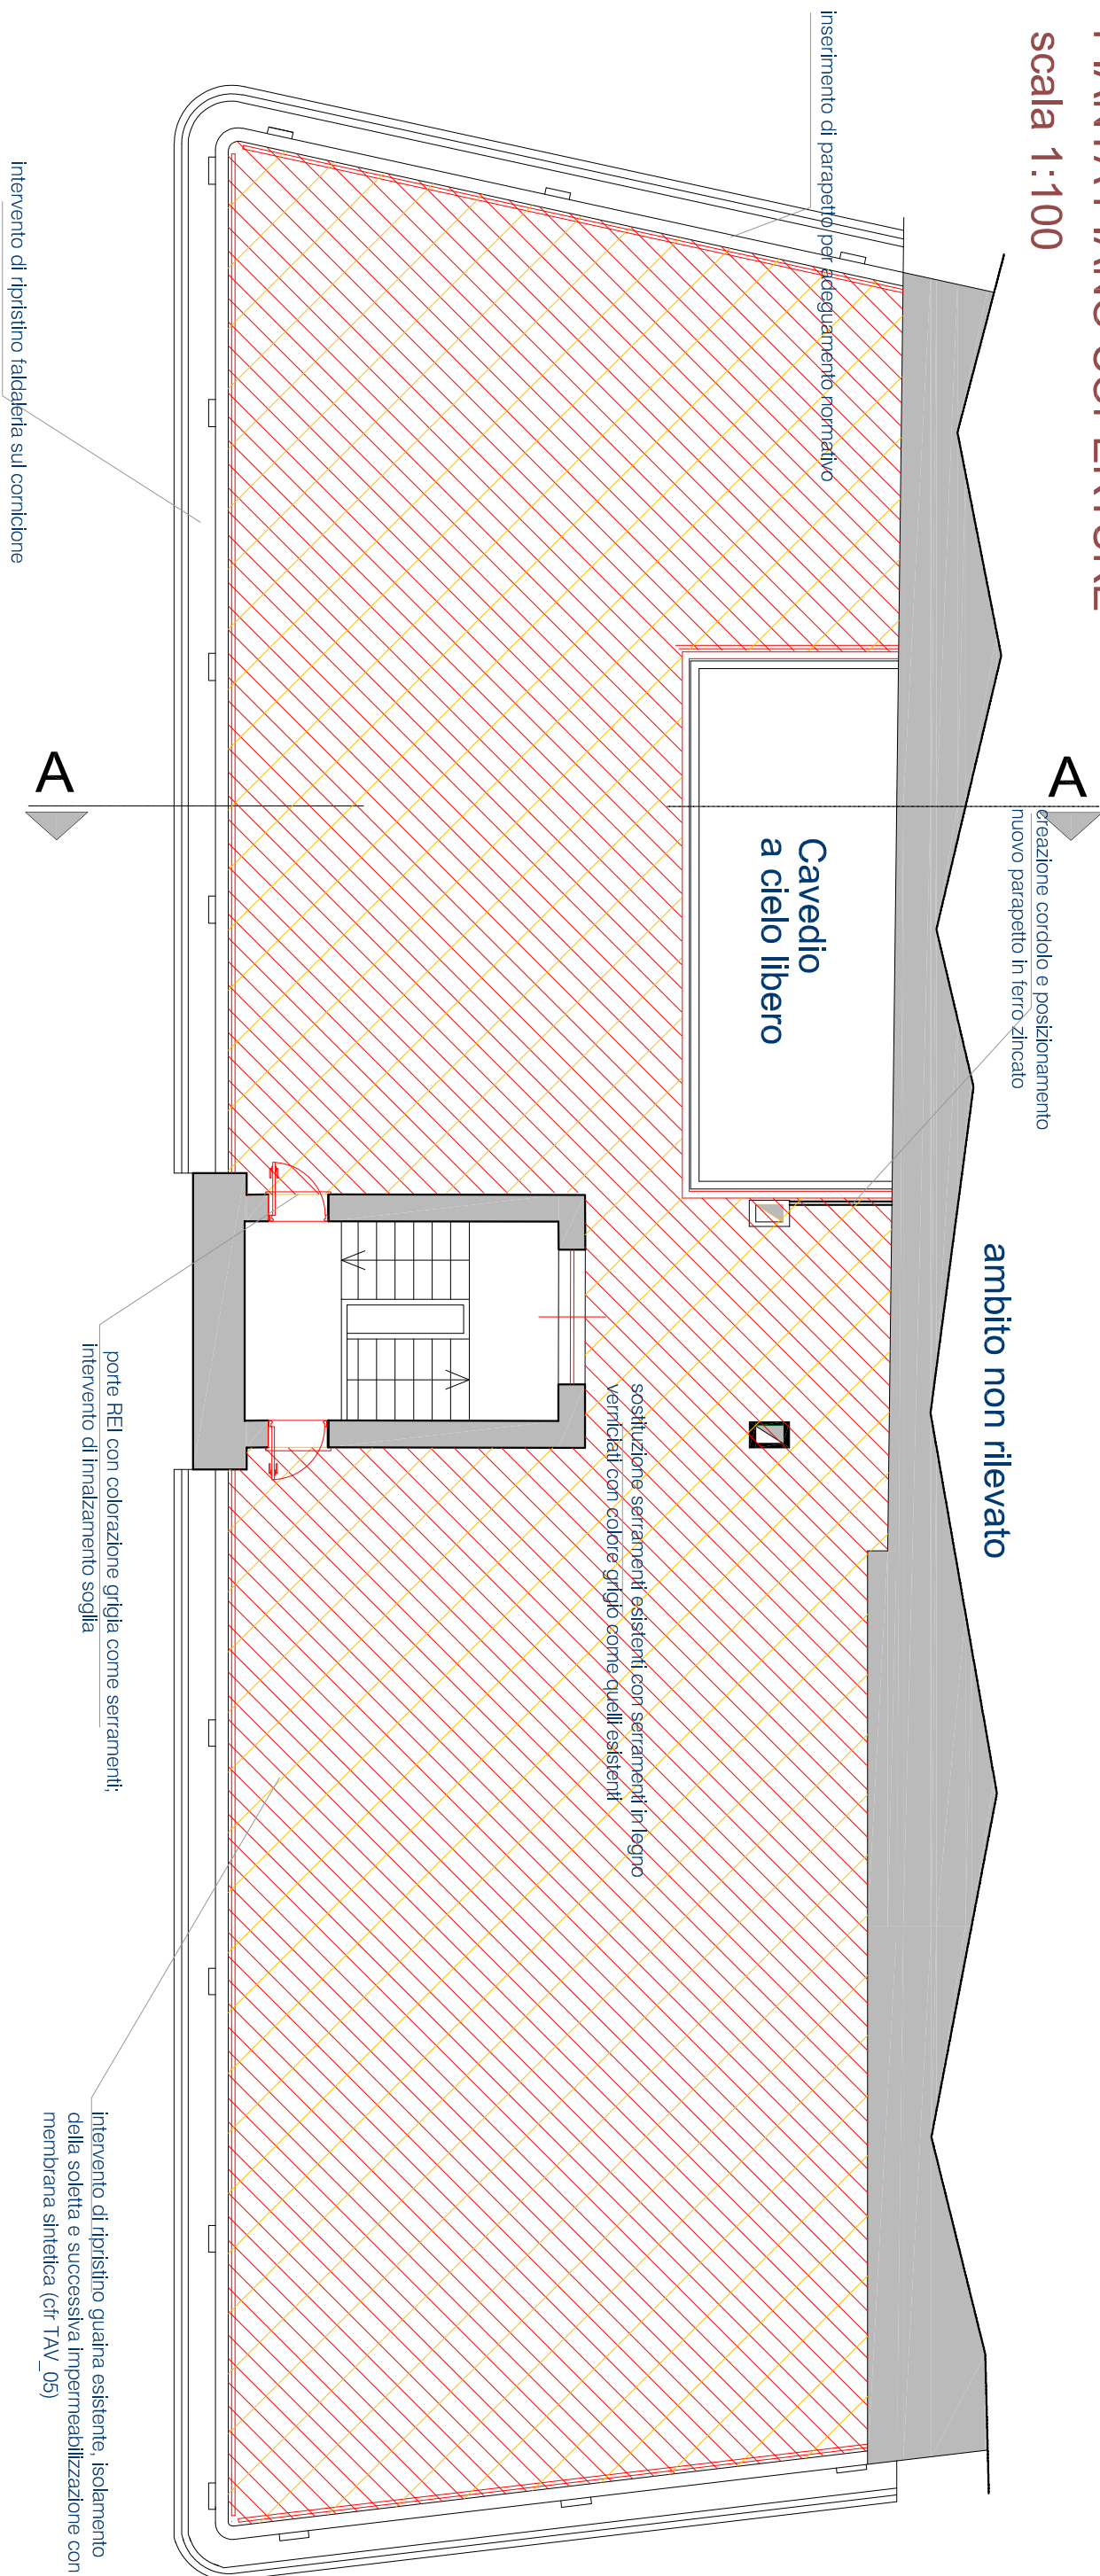 PIANTA PIANO COPERTURE
scala 1:100
inserimento di parapetto per adeguamento normativo
intervento di ripristino faldaleria sul cornicione
A
A
creazione cordolo e posizionamento
nuovo parapetto in ferro zincato
Cavedio
a cielo libero
ambito non rilevato
sostituzione serramenti esistenti con serramenti in legno
verniciati con colore grigio come quelli esistenti
porte REI con colorazione grigia come serramenti;
intervento di innalzamento soglia
intervento di ripristino guaina esistente, isolamento
della soletta e successiva impermeabilizzazione con
membrana sintetica (cfr TAV_05)